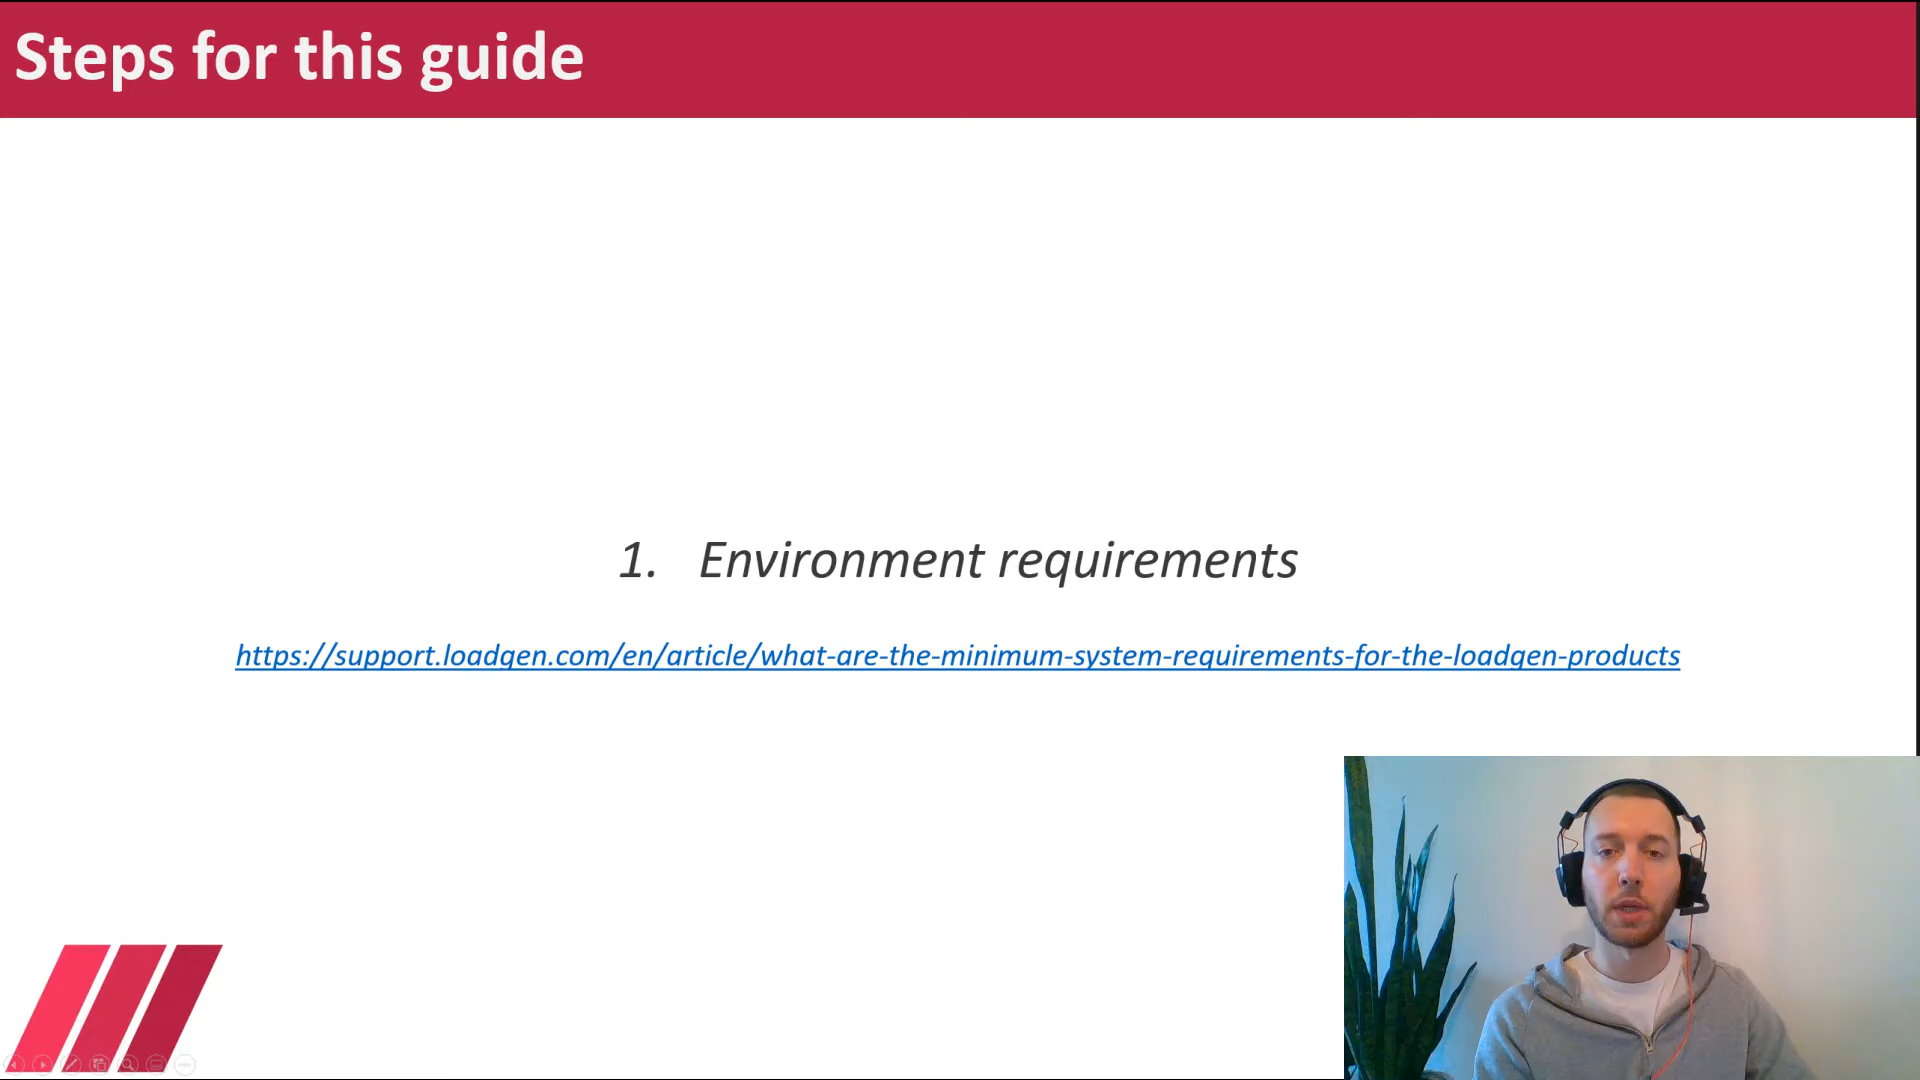 Steps for this guide
1. Environment requirements
https://support.loadgen.com/en/article/what-are-the-minimum-system-requirements-for-the-loadgen-products